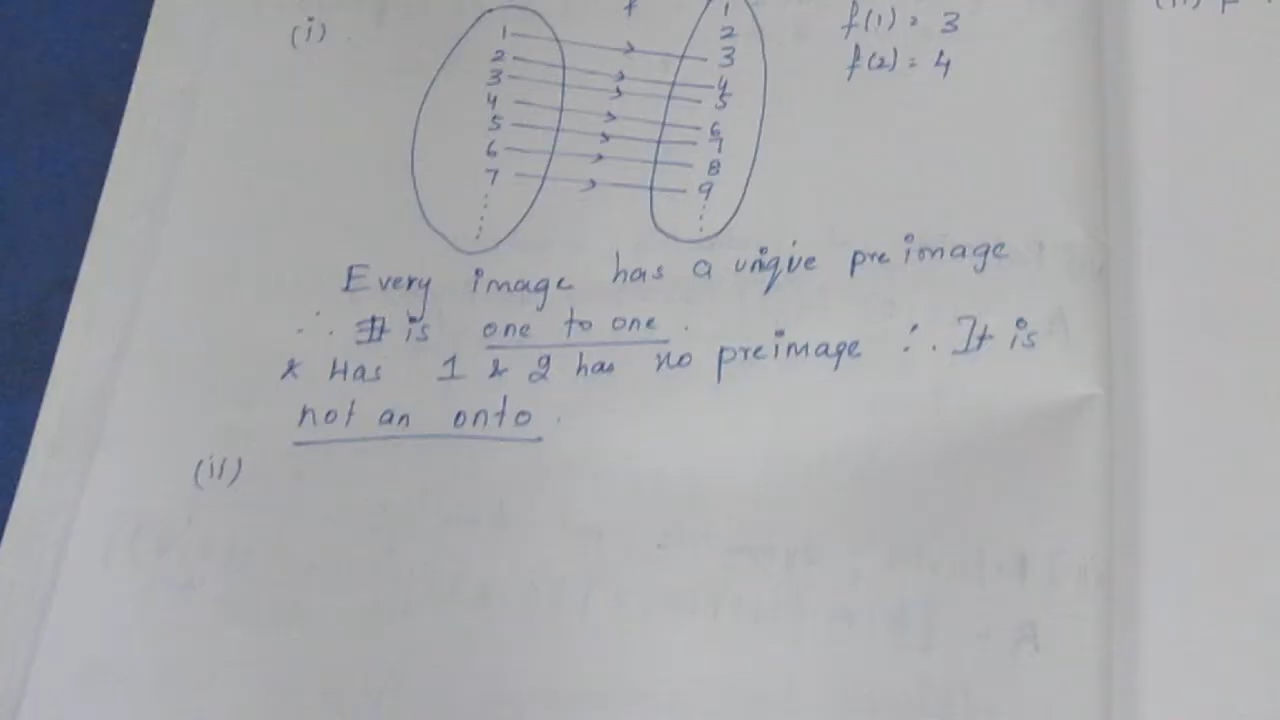 (i)
f
1
2
3
4
5
6
7
1
2
3
4
5
6
7
8
9
f(1) = 3
f(2) = 4
Every image has a unique preimage
∴ It is one to one.
* Has 1 & 2 has no preimage ∴ It is
not an onto.
(ii)